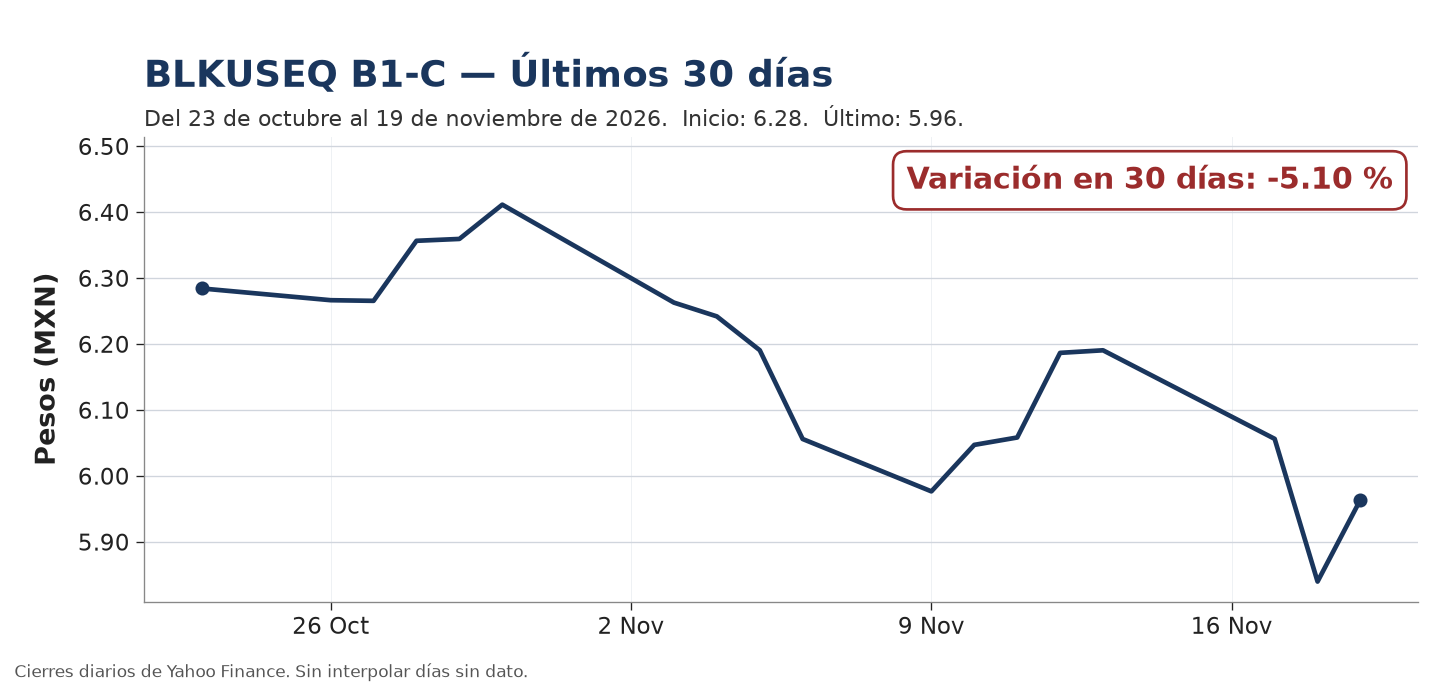 BLKUSEQ B1-C — Últimos 30 días
Del 23 de octubre al 19 de noviembre de 2026.  Inicio: 6.28.  Último: 5.96.
Variación en 30 días: -5.10 %
Pesos (MXN)
6.50
6.40
6.30
6.20
6.10
6.00
5.90
26 Oct
2 Nov
9 Nov
16 Nov
Cierres diarios de Yahoo Finance. Sin interpolar días sin dato.